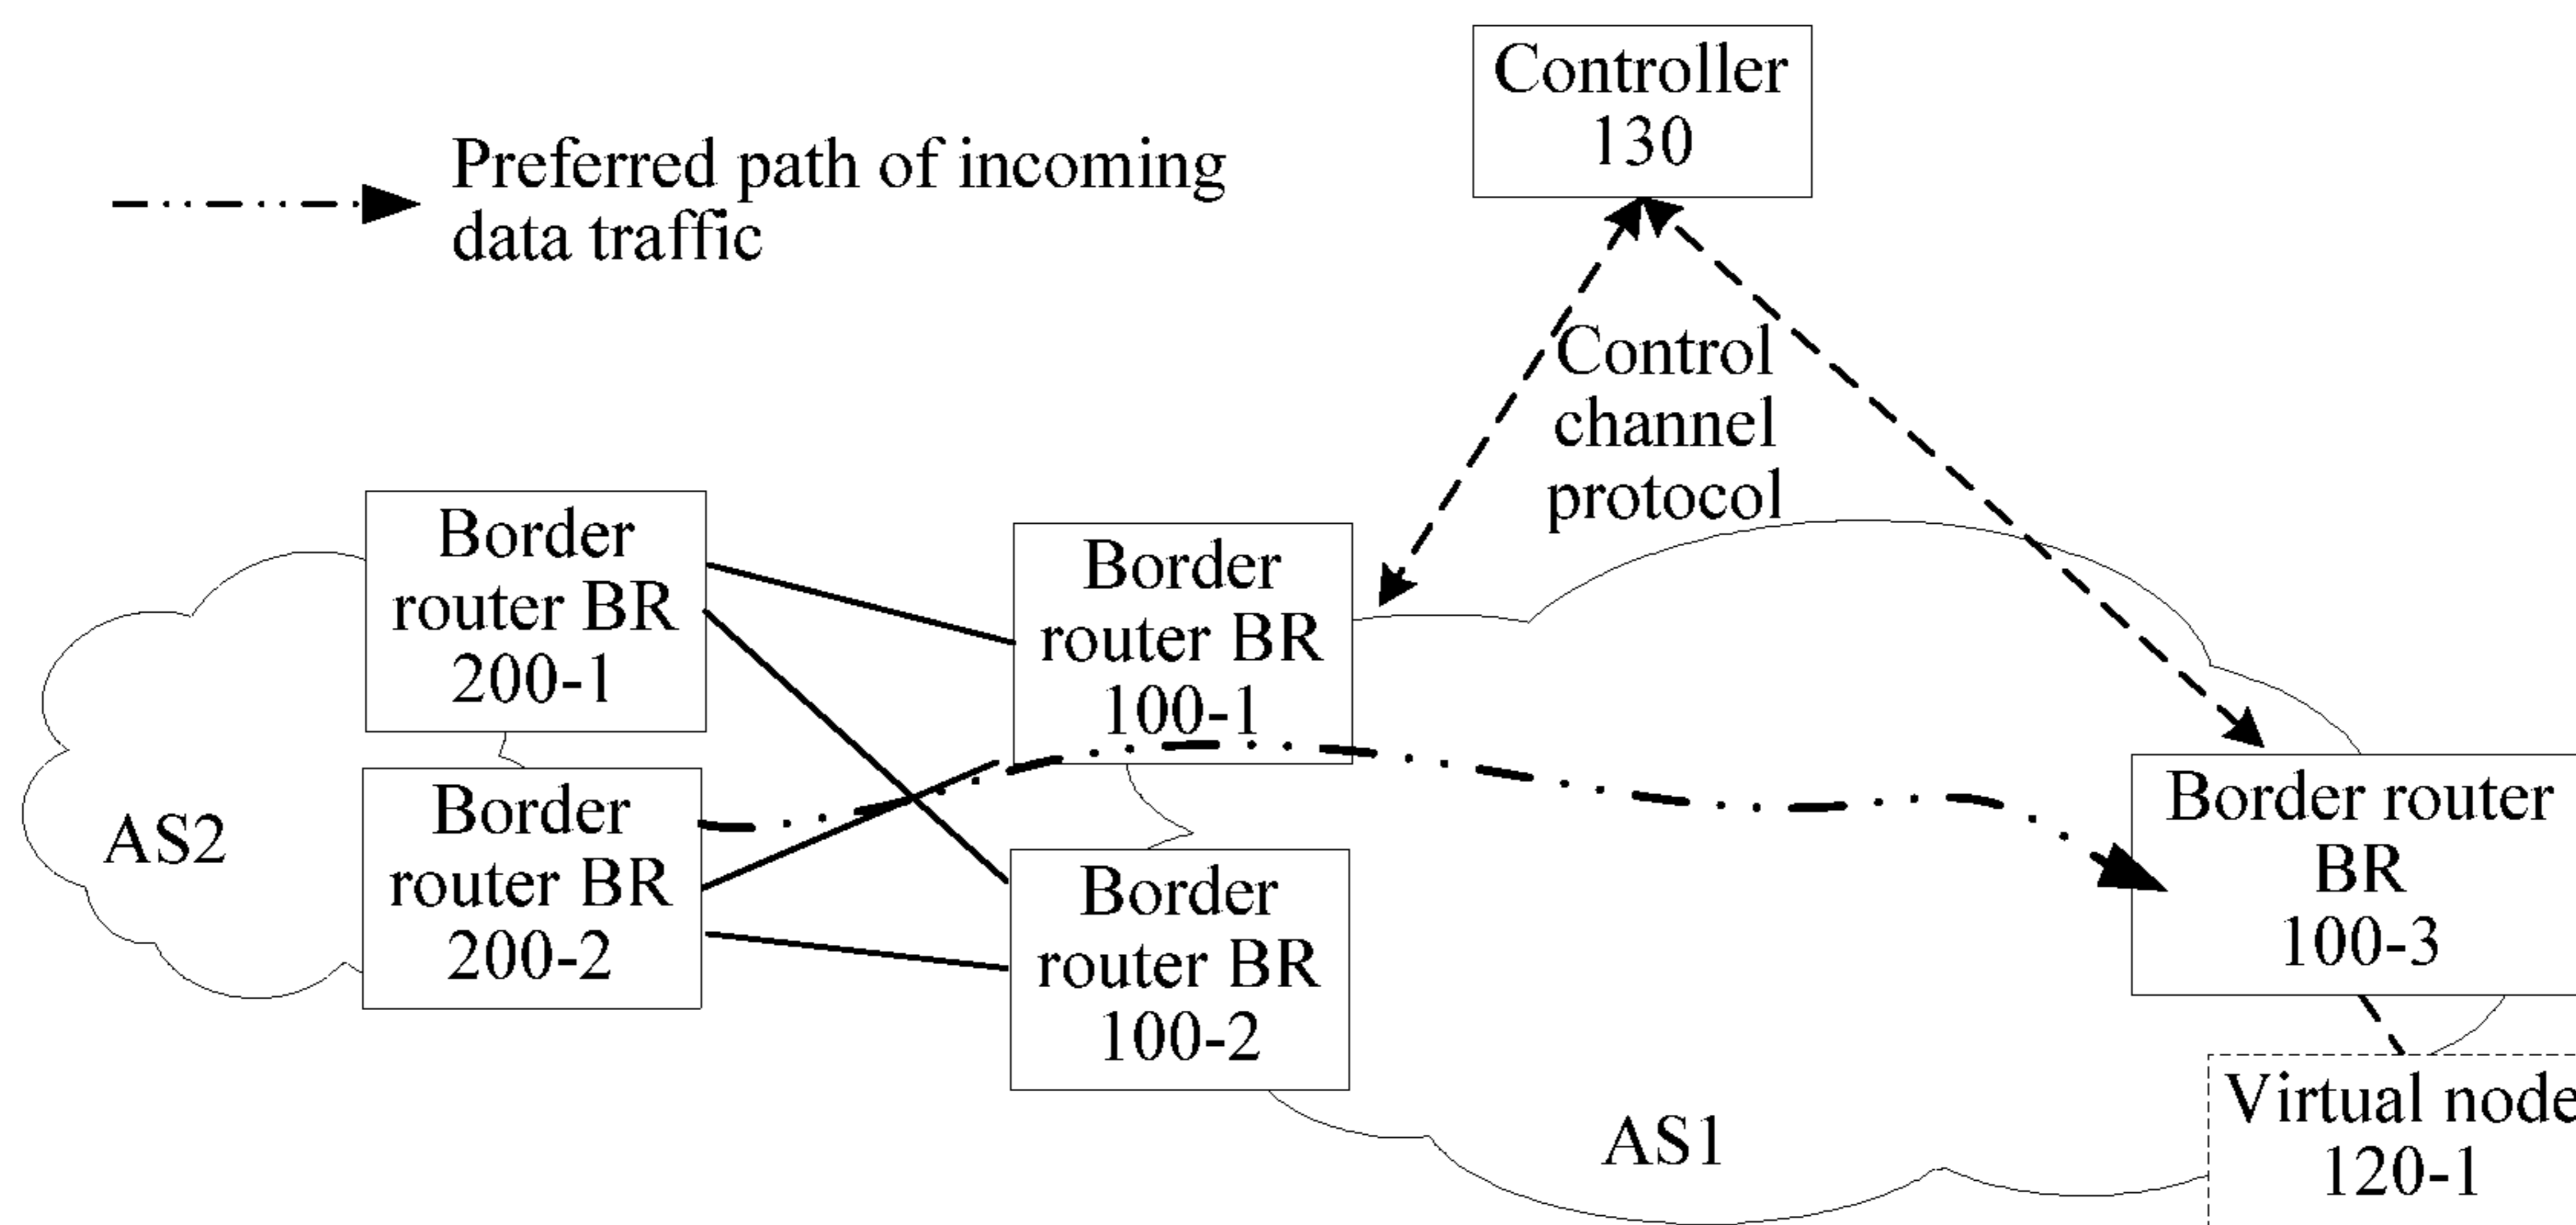 Controller
130
Preferred path of incoming
data traffic
Control
channel
protocol
Border
router BR
200-1
Border
router BR
100-1
Border
router BR
200-2
AS2
Border
router BR
100-2
Border router
BR
100-3
AS1
Virtual node
120-1